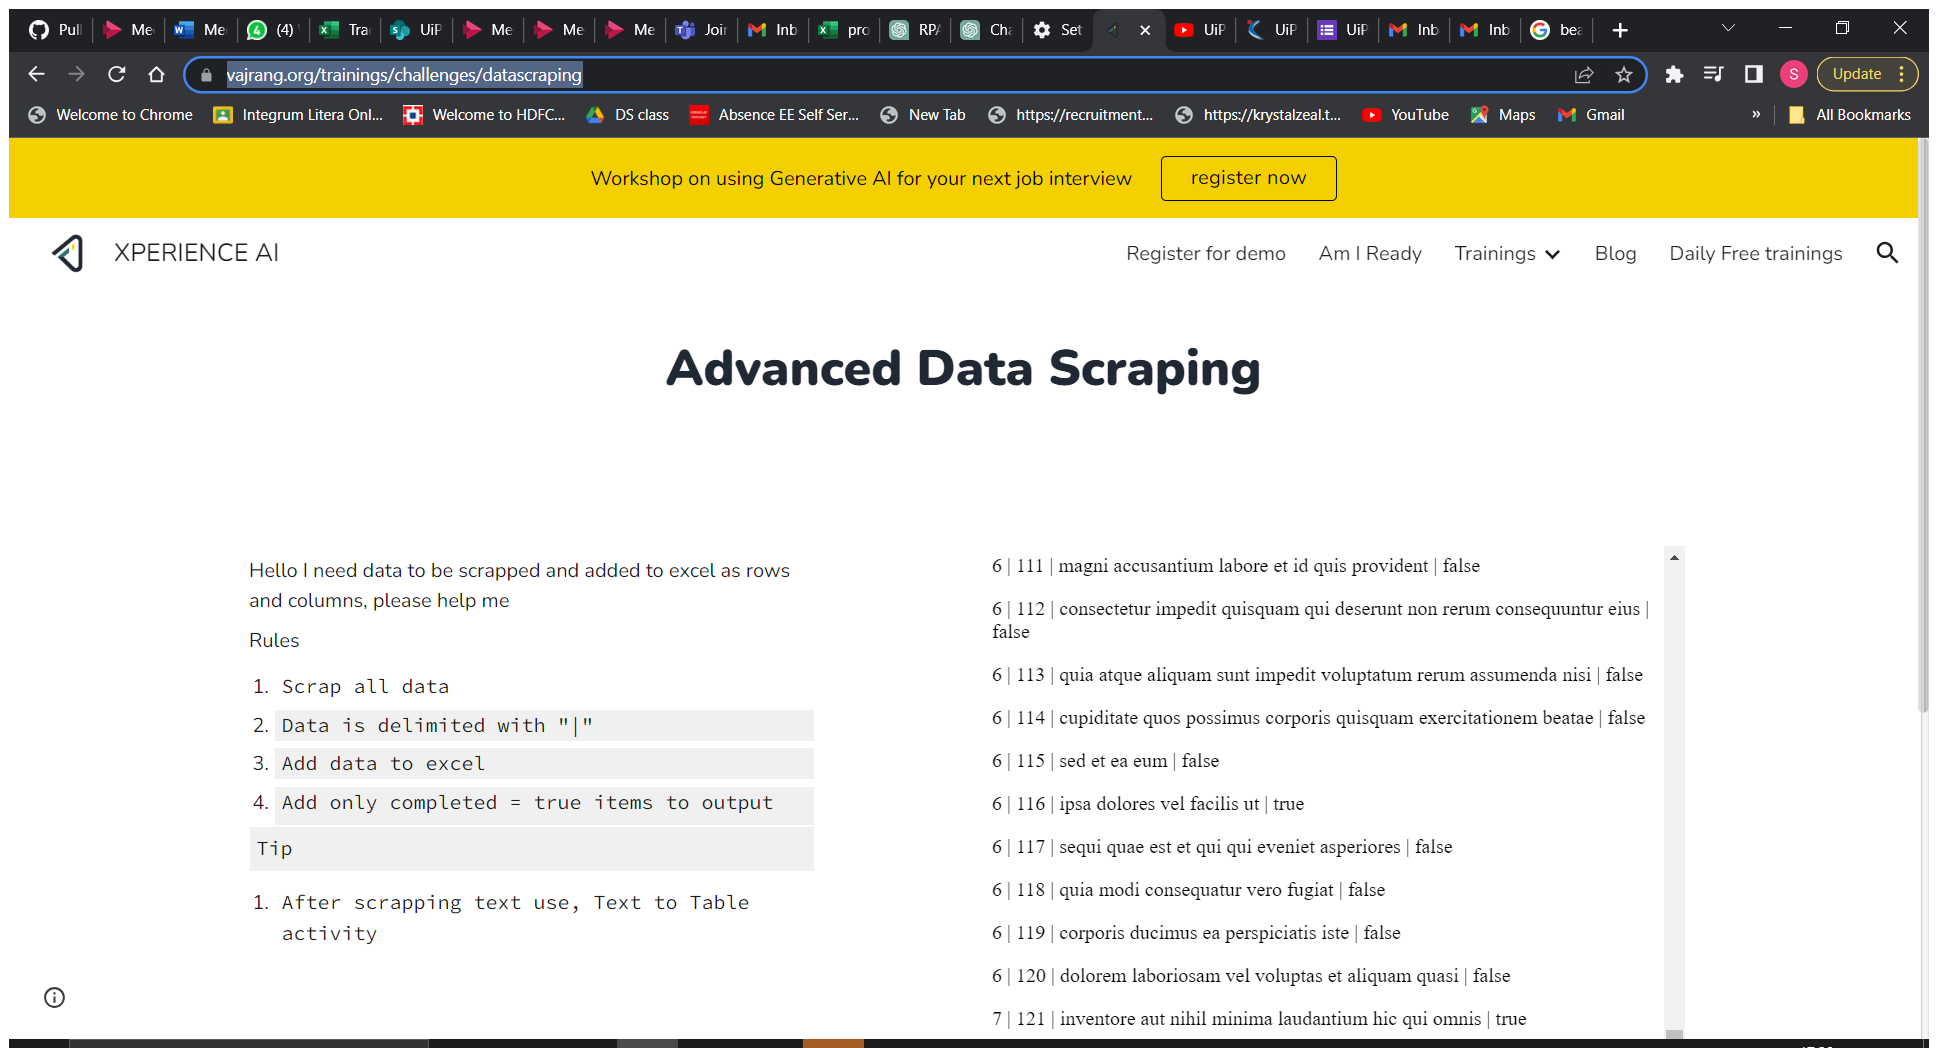 Pull
Me
Me
(4)
Tra
UiP
Me
Me
Me
Joir
Inb
pro
RP
Cha
Set
UiP
UiP
UiP
Inb
Inb
bea
vajrang.org/trainings/challenges/datascraping
S
Update
Welcome to Chrome
Integrum Litera Onl...
Welcome to HDFC...
DS class
Absence EE Self Ser...
New Tab
https://recruitment...
https://krystalzeal.t...
YouTube
Maps
Gmail
»
All Bookmarks
Workshop on using Generative AI for your next job interview
register now
XPERIENCE AI
Register for demo
Am I Ready
Trainings
Blog
Daily Free trainings
Advanced Data Scraping
Hello I need data to be scrapped and added to excel as rows
and columns, please help me
Rules
1. Scrap all data
2. Data is delimited with "|"
3. Add data to excel
4. Add only completed = true items to output
Tip
1. After scrapping text use, Text to Table
activity
6 | 111 | magni accusantium labore et id quis provident | false
6 | 112 | consectetur impedit quisquam qui deserunt non rerum consequuntur eius |
false
6 | 113 | quia atque aliquam sunt impedit voluptatum rerum assumenda nisi | false
6 | 114 | cupiditate quos possimus corporis quisquam exercitationem beatae | false
6 | 115 | sed et ea eum | false
6 | 116 | ipsa dolores vel facilis ut | true
6 | 117 | sequi quae est et qui qui eveniet asperiores | false
6 | 118 | quia modi consequatur vero fugiat | false
6 | 119 | corporis ducimus ea perspiciatis iste | false
6 | 120 | dolorem laboriosam vel voluptas et aliquam quasi | false
7 | 121 | inventore aut nihil minima laudantium hic qui omnis | true